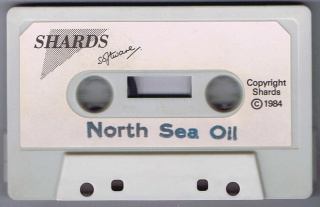 SHARDS
software
Copyright
Shards
© 1984
North Sea Oil